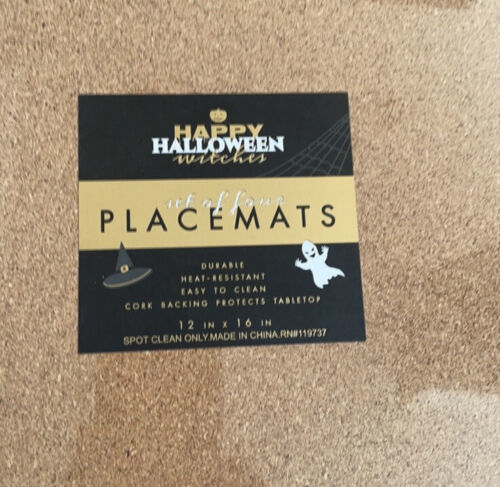 HAPPY
HALLOWEEN
witches
set of four
PLACEMATS
DURABLE
HEAT-RESISTANT
EASY TO CLEAN
CORK BACKING PROTECTS TABLETOP
12 IN X 16 IN
SPOT CLEAN ONLY.MADE IN CHINA.RN#119737